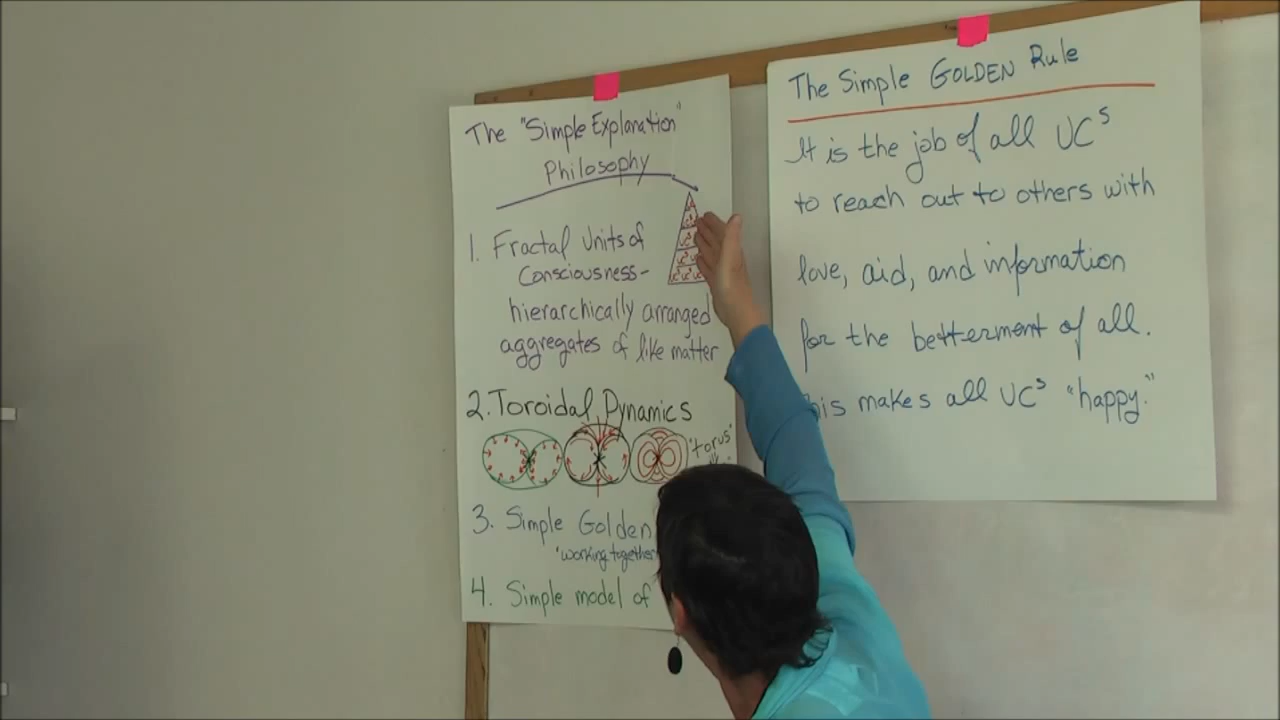 The "Simple Explanation"
Philosophy
1. Fractal Units of
Consciousness-
hierarchically arranged
aggregates of like matter
2. Toroidal Dynamics
"torus"
3. Simple Golden
"working together
4. Simple model of
The Simple GOLDEN Rule
It is the job of all UCs
to reach out to others with
love, aid, and information
for the betterment of all.
makes all UCs "happy."